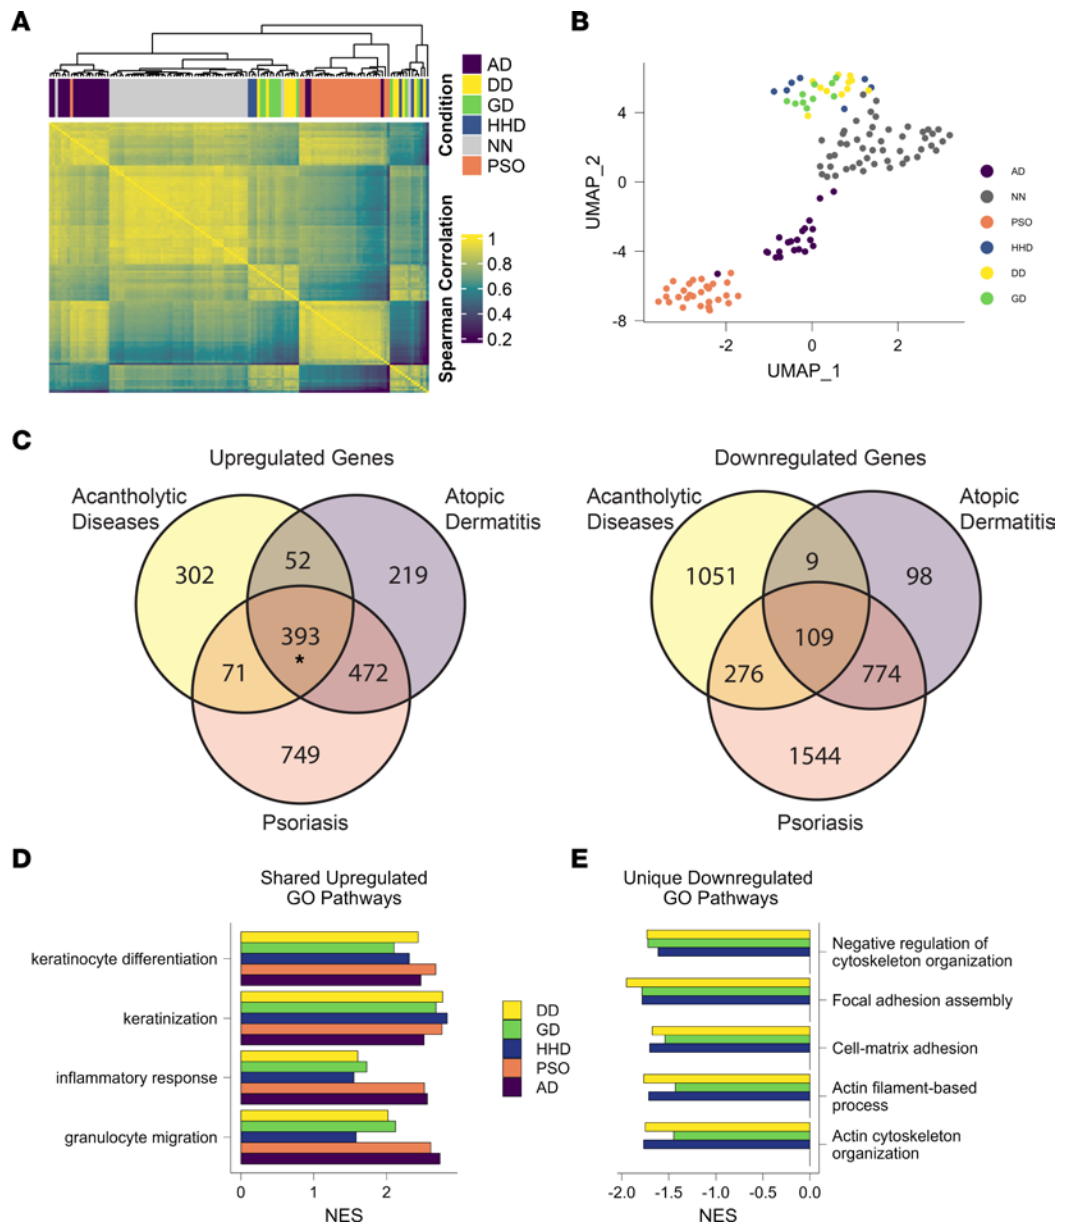 A
Condition
AD
DD
GD
HHD
NN
PSO
Spearman Corrolation
1
0.8
0.6
0.4
0.2
B
UMAP_2
4
0
-4
-8
-2
0
2
UMAP_1
AD
NN
PSO
HHD
DD
GD
C
Upregulated Genes
Acantholytic
Diseases
Atopic
Dermatitis
302
52
219
393
*
71
472
749
Psoriasis
Downregulated Genes
Acantholytic
Diseases
Atopic
Dermatitis
1051
9
98
109
276
774
1544
Psoriasis
D
Shared Upregulated
GO Pathways
keratinocyte differentiation
keratinization
inflammatory response
granulocyte migration
0
1
2
NES
DD
GD
HHD
PSO
AD
E
Unique Downregulated
GO Pathways
Negative regulation of
cytoskeleton organization
Focal adhesion assembly
Cell-matrix adhesion
Actin filament-based
process
Actin cytoskeleton
organization
-2.0
-1.5
-1.0
-0.5
0.0
NES